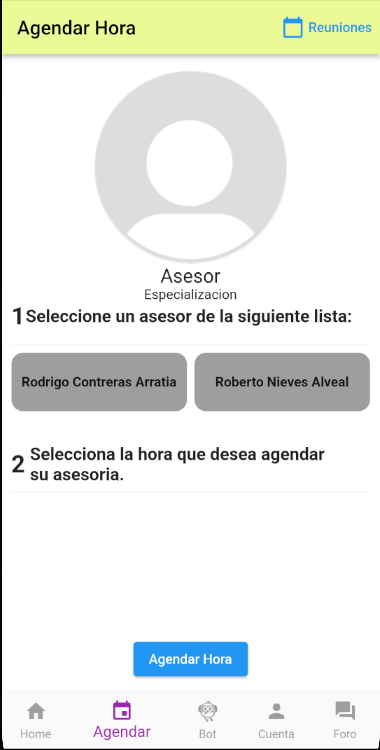 Agendar Hora
Reuniones
Asesor
Especializacion
1 Seleccione un asesor de la siguiente lista:
Rodrigo Contreras Arratia
Roberto Nieves Alveal
2 Selecciona la hora que desea agendar
su asesoria.
Agendar Hora
Home
Agendar
Bot
Cuenta
Foro